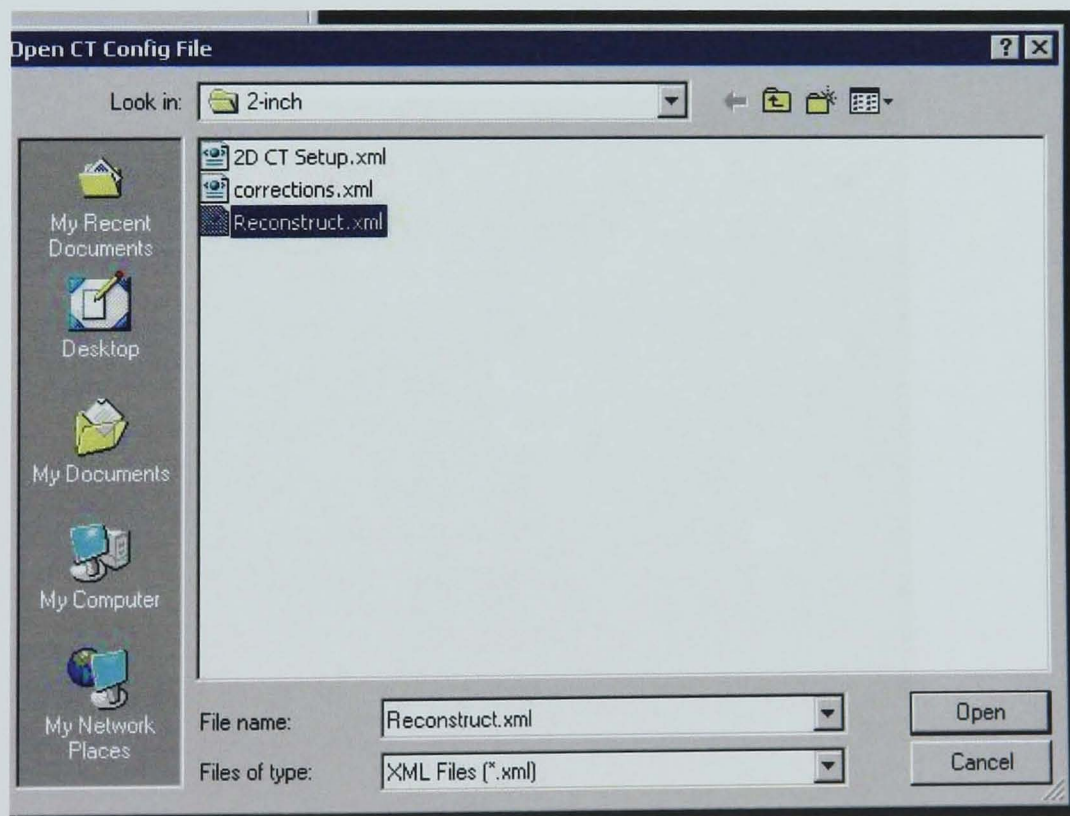 Open CT Config File
Look in:
2-inch
2D CT Setup.xml
corrections.xml
Reconstruct.xml
My Recent
Documents
Desktop
My Documents
My Computer
My Network
Places
File name:
Reconstruct.xml
Open
Files of type:
XML Files (*.xml)
Cancel